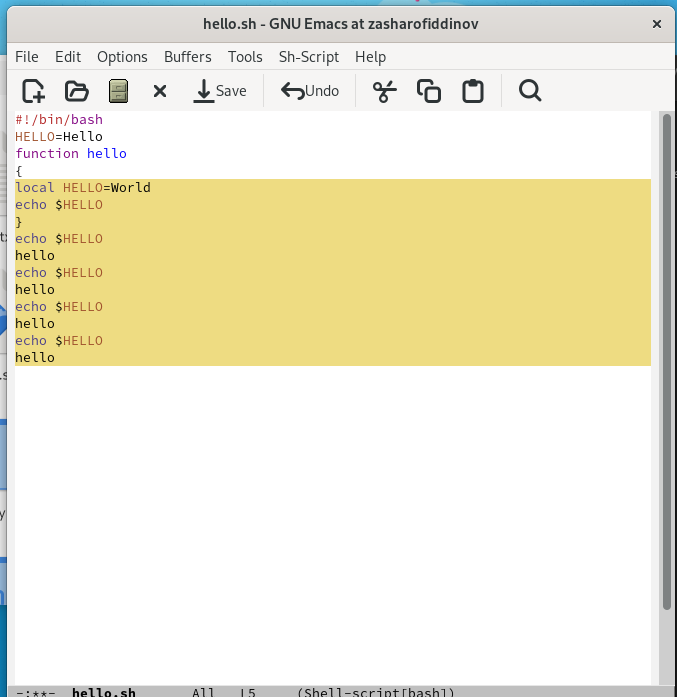 hello.sh - GNU Emacs at zasharofiddinov
File Edit Options Buffers Tools Sh-Script Help
Save Undo
#!/bin/bash
HELLO=Hello
function hello
{
local HELLO=World
echo $HELLO
}
echo $HELLO
hello
echo $HELLO
hello
echo $HELLO
hello
echo $HELLO
hello
-:**- hello.sh All L5 (Shell-script[bash])